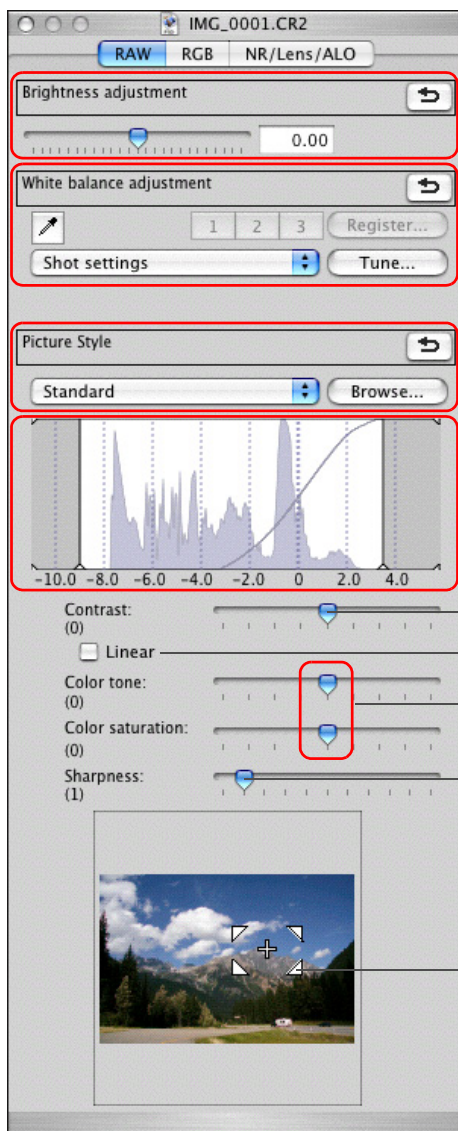 IMG_0001.CR2
RAW RGB NR/Lens/ALO
Brightness adjustment
0.00
White balance adjustment
1 2 3 Register...
Shot settings Tune...
Picture Style
Standard Browse...
-10.0 -8.0 -6.0 -4.0 -2.0 0 2.0 4.0
Contrast:
(0)
Linear
Color tone:
(0)
Color saturation:
(0)
Sharpness:
(1)